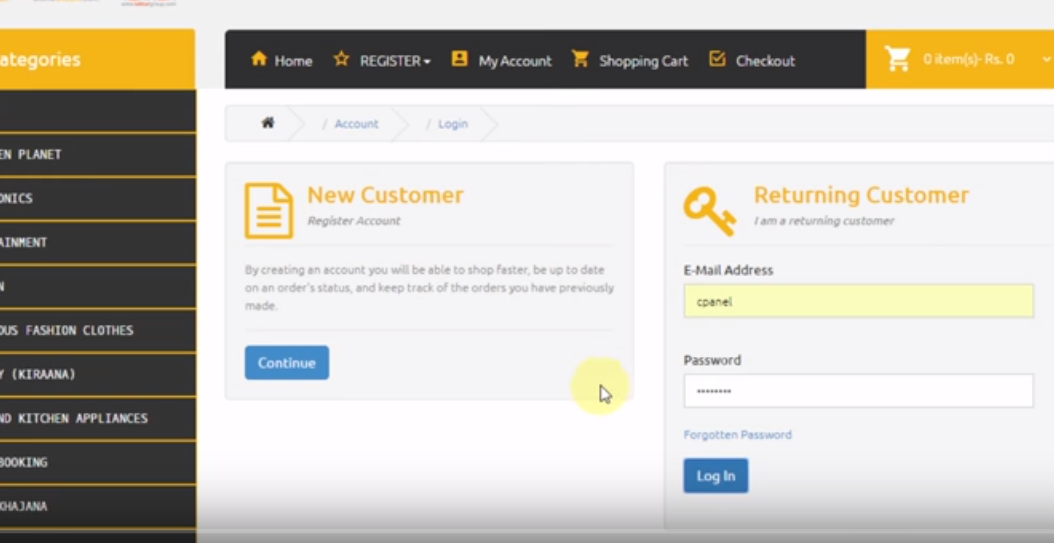 ategories
Home
REGISTER
My Account
Shopping Cart
Checkout
0 item(s)- Rs. 0
/ Account
/ Login
EN PLANET
ONICS
AINMENT
N
OUS FASHION CLOTHES
Y (KIRAANA)
ND KITCHEN APPLIANCES
BOOKING
KHAJANA
New Customer
Register Account
By creating an account you will be able to shop faster, be up to date
on an order's status, and keep track of the orders you have previously
made.
Continue
Returning Customer
I am a returning customer
E-Mail Address
cpanel
Password
••••••••
Forgotten Password
Log In